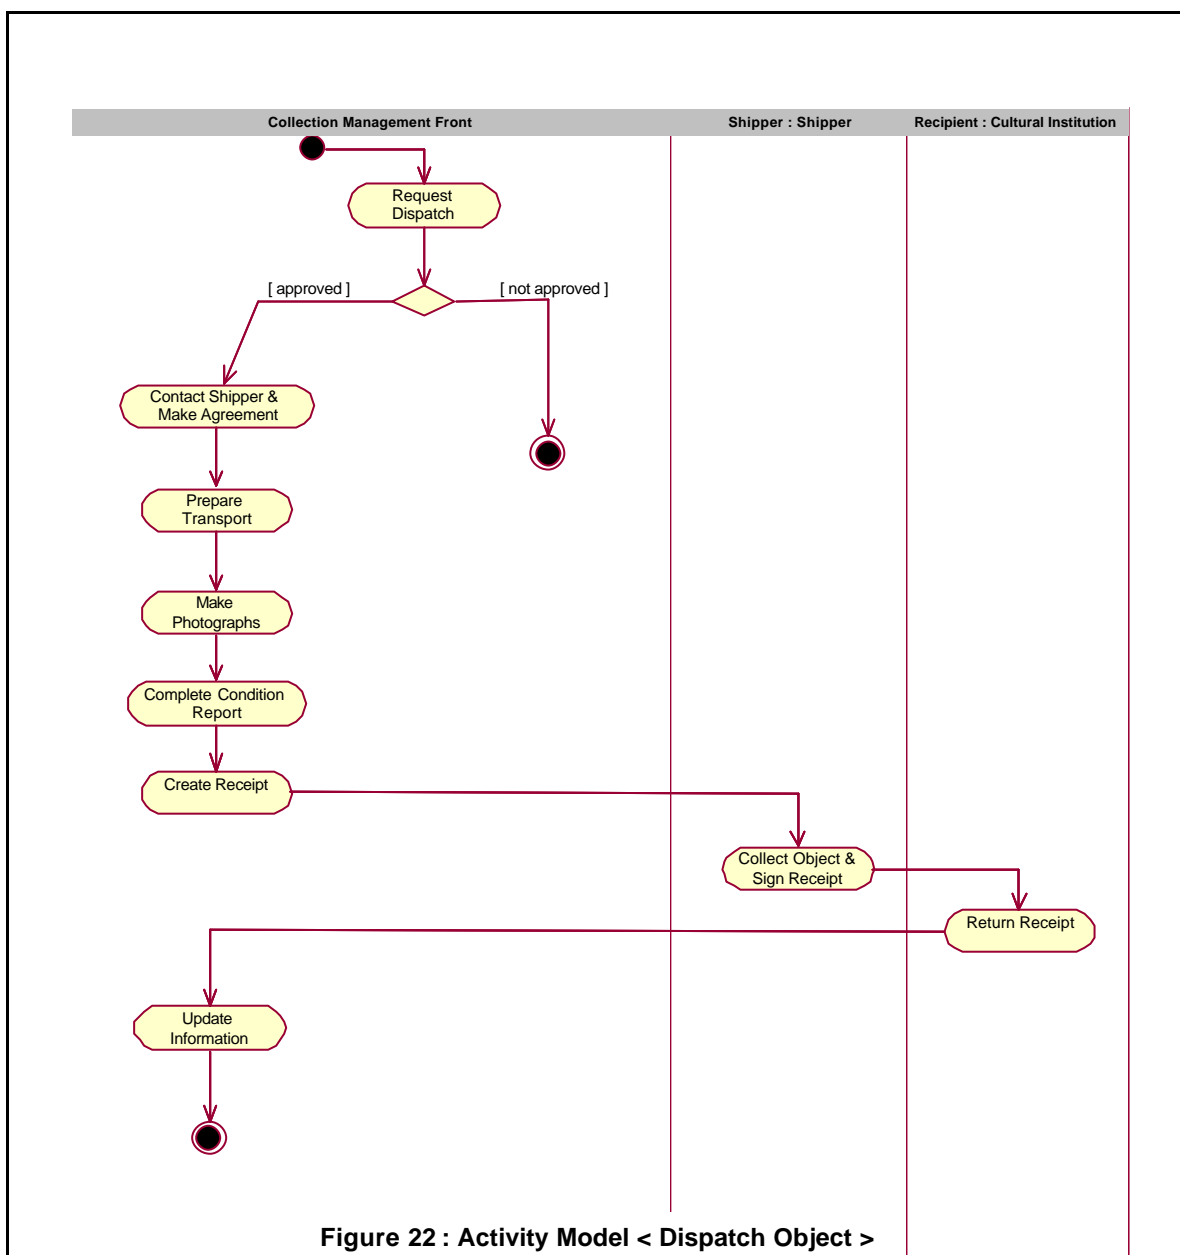 Collection Management Front
Shipper : Shipper
Recipient : Cultural Institution
Request
Dispatch
[ approved ]
[ not approved ]
Contact Shipper &
Make Agreement
Prepare
Transport
Make
Photographs
Complete Condition
Report
Create Receipt
Collect Object &
Sign Receipt
Return Receipt
Update
Information
Figure 22 : Activity Model < Dispatch Object >